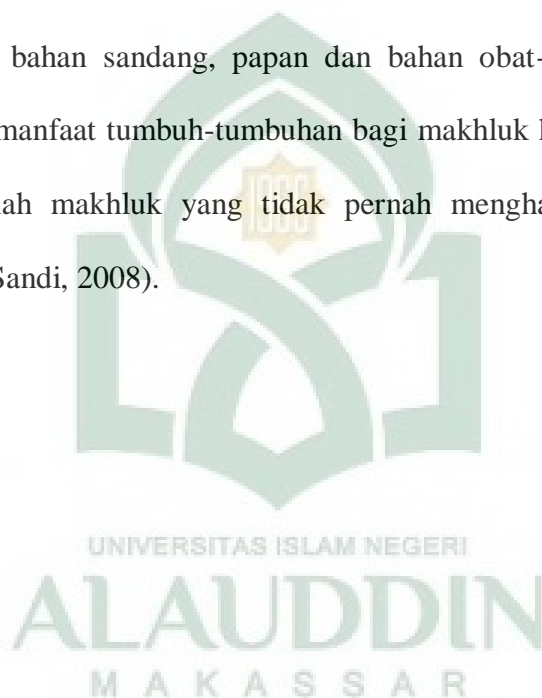 bahan sandang, papan dan bahan obat-
manfaat tumbuh-tumbuhan bagi makhluk
lah makhluk yang tidak pernah mengha
Sandi, 2008).
UNIVERSITAS ISLAM NEGERI
ALAUDDIN
MAKASSAR